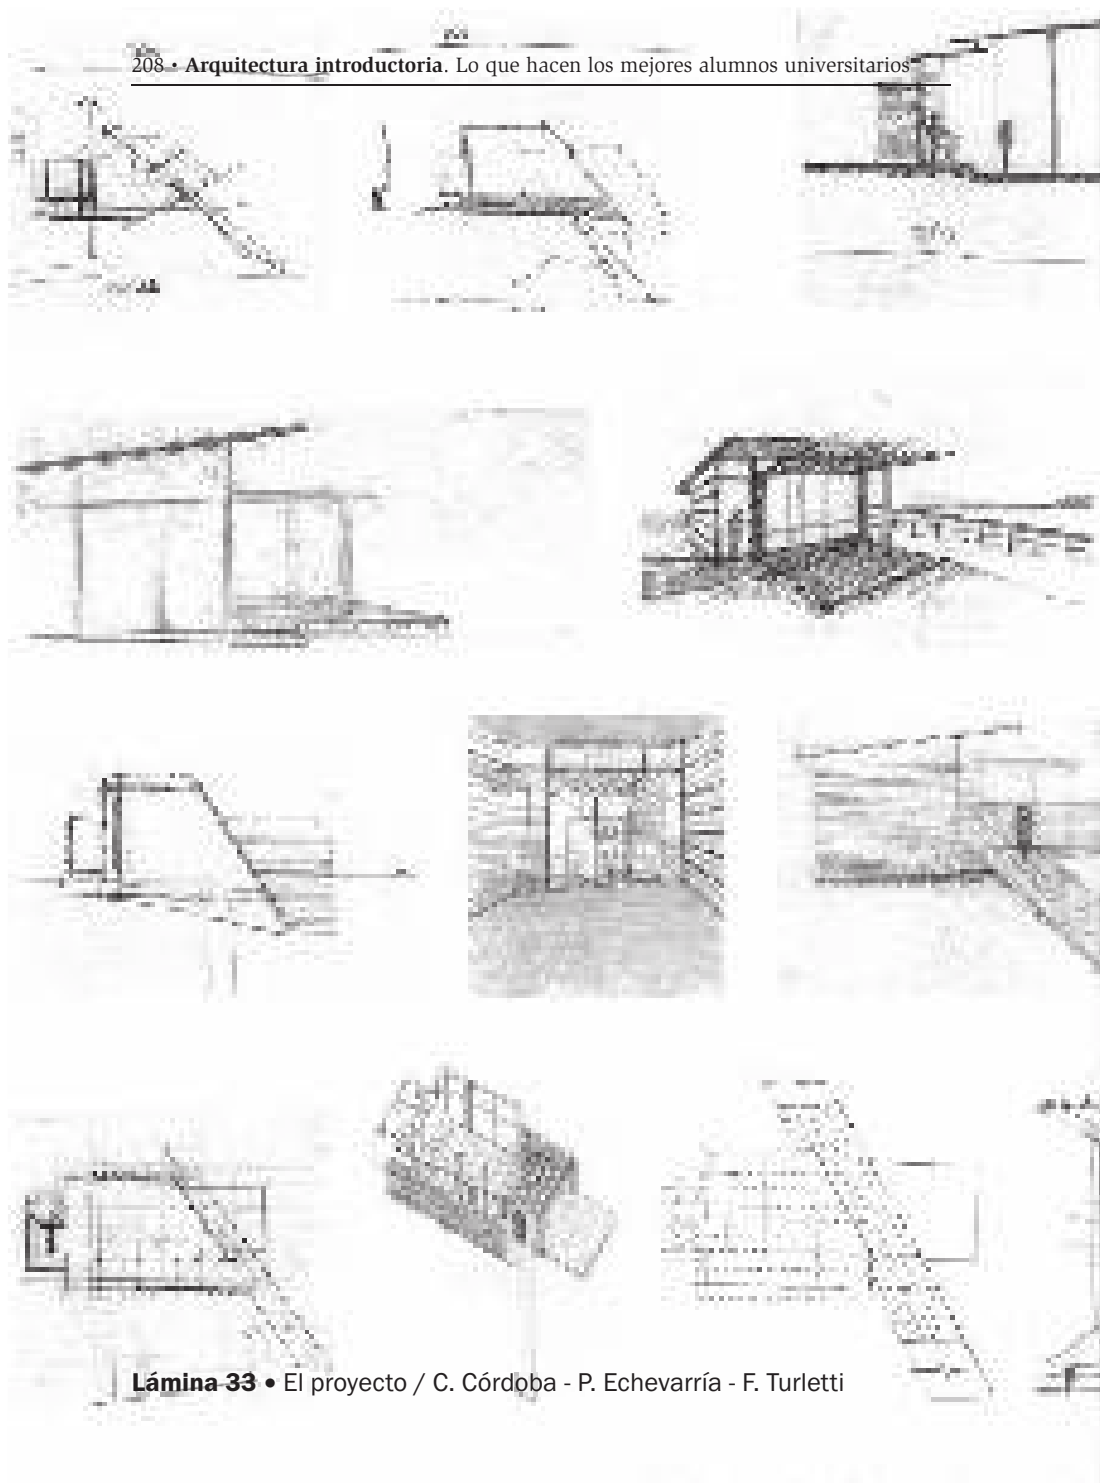 208 • Arquitectura introductoria. Lo que hacen los mejores alumnos universitarios
Lámina 33 • El proyecto / C. Córdoba - P. Echevarría - F. Turletti